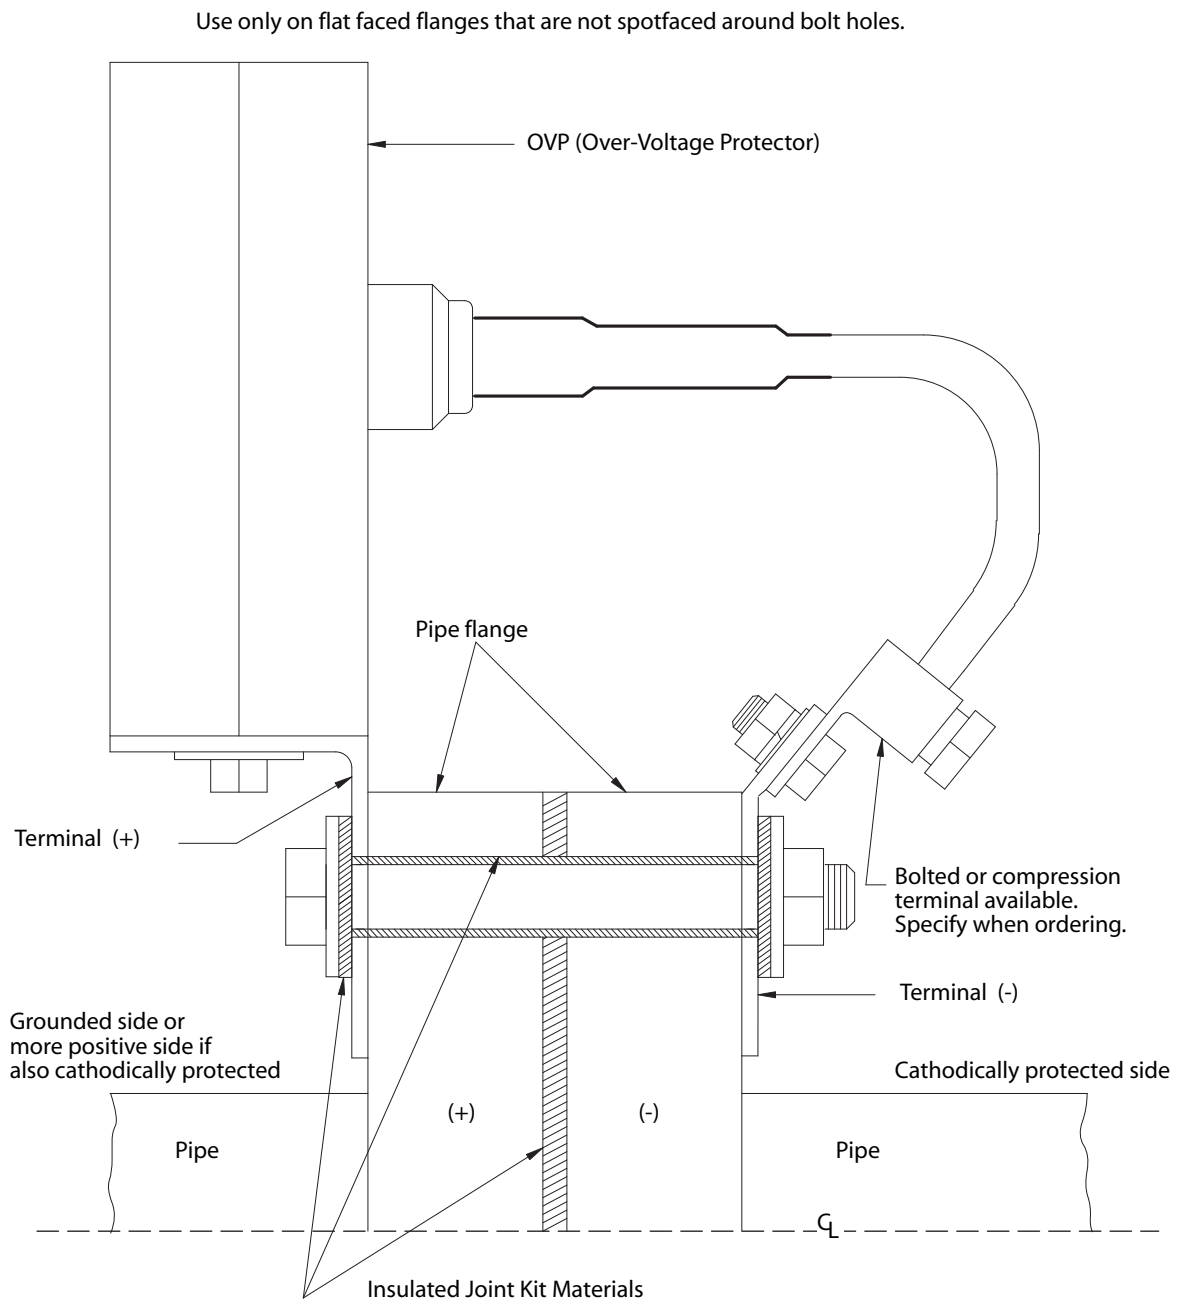 Use only on flat faced flanges that are not spotfaced around bolt holes.
OVP (Over-Voltage Protector)
Pipe flange
Terminal (+)
Bolted or compression
terminal available.
Specify when ordering.
Terminal (-)
Grounded side or
more positive side if
also cathodically protected
Cathodically protected side
(+)
(-)
Pipe
Pipe
CL
Insulated Joint Kit Materials